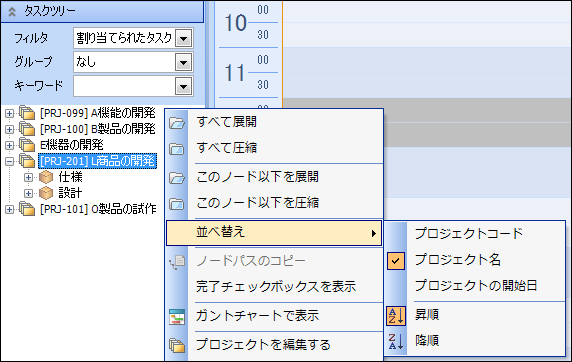 タスクツリー
フィルタ 割り当てられたタスク
グループ なし
キーワード
[PRJ-099] A機能の開発
[PRJ-100] B製品の開発
E機器の開発
[PRJ-201] L商品の開発
仕様
設計
[PRJ-101] O製品の試作
10 00
30
11 00
30
すべて展開
すべて圧縮
このノード以下を展開
このノード以下を圧縮
並べ替え
ノードパスのコピー
完了チェックボックスを表示
ガントチャートで表示
プロジェクトを編集する
プロジェクトコード
プロジェクト名
プロジェクトの開始日
昇順
降順